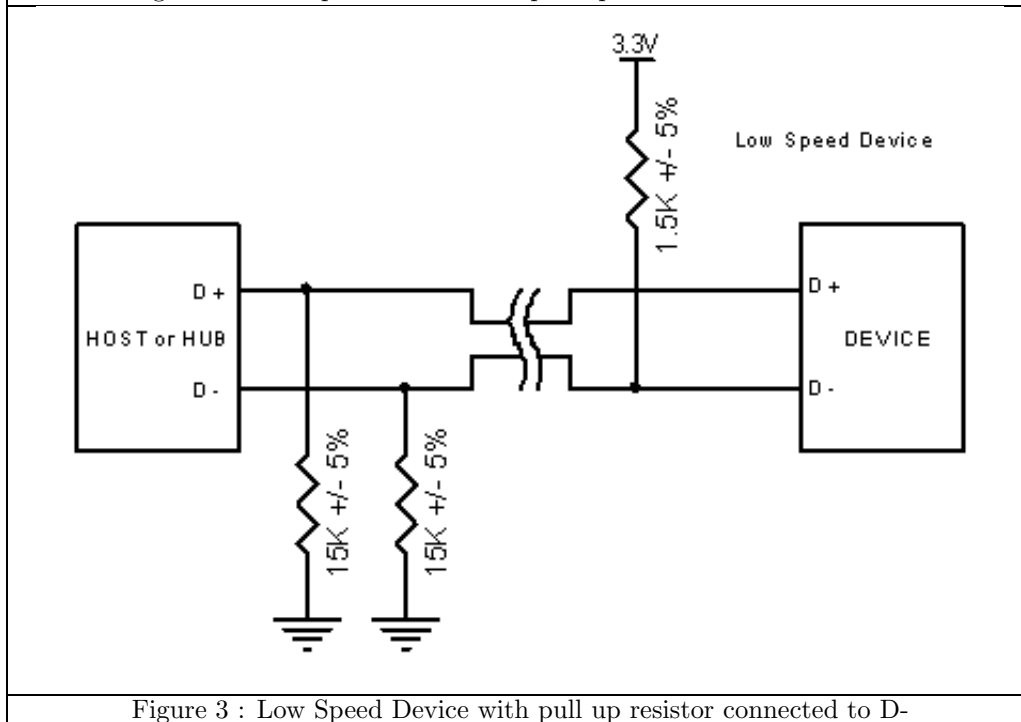 3.3V
1.5K +/- 5%
Low Speed Device
D+
HOST or HUB
D-
D+
DEVICE
D-
15K +/- 5%
15K +/- 5%
Figure 3 : Low Speed Device with pull up resistor connected to D-